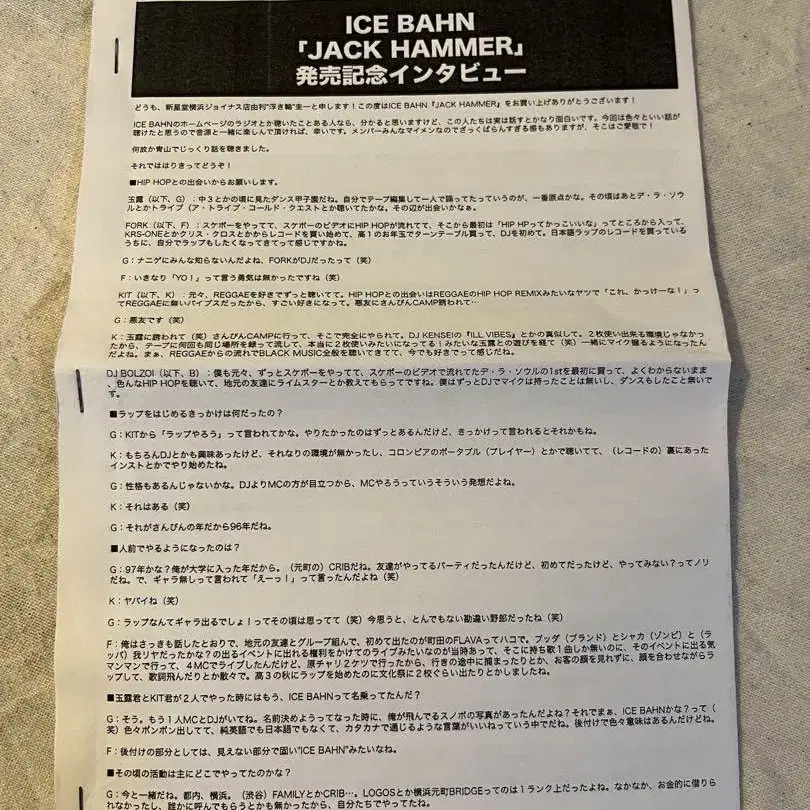 ICE BAHN
「JACK HAMMER」
発売記念インタビュー
どうも、新星堂横浜ジョイナス店由利"浮き輪"圭一と申します!この度はICE BAHN『JACK HAMMER』をお買い上げありがとうございます!
ICE BAHNのホームページのラジオとか聴いたことある人なら、分かると思いますけど、この人たちは実は話すとかなり面白いです。今回は色々といい話が
聴けたと思うので音源と一緒に楽しんで頂ければ、幸いです。メンバーみんなマイメンなのでざっくばらんすぎる感もありますが、そこはご愛敬で!
何故か青山でじっくり話を聴きました。
それでははりきってどうぞ!
■HIP HOPとの出会いからお願いします。
玉露(以下、G):中3とかの頃に見たダンス甲子園だね。自分でテープ編集して一人で踊ってたっていうのが、一番原点かな。その頃はあとデ・ラ・ソウ
ルとかトライブ(ア・トライブ・コールド・クエストとか聴いてたかな。その辺が出会いかなぁ。
FORK(以下、F):スケボーをやってて、スケボーのビデオにHIP HOPが流れてて、そこから最初は「HIP HPってかっこいいな」ってところから入って、
KRS-ONEとかクリス・クロスとかからレコードを買い始めて、高1のお年玉でターンテーブル買って、DJを初めて。日本語ラップのレコードを買っている
うちに、自分でラップもしたくなってきてって感じですかね。
G:ナニゲにみんな知らないんだよね、FORKがDJだったって(笑)
F:いきなり「YO!」って言う勇気は無かったですね(笑)
KIT(以下、K):元々、REGGAEを好きでずっと聴いてて。HIP HOPとの出会いはREGGAEのHIP HOP REMIXみたいなヤツで「これ、かっけーな!」っ
てREGGAEに無いバイブスだったから、すごい好きになって。悪友にさんぴんCAMP誘われて…
G:悪友です(笑)
K:玉露に誘われて(笑)さんぴんCAMPに行って、そこで完全にやられて。DJ KENSEIの『ILL VIBES』とかの真似して。2枚使い出来る環境じゃなかっ
たから、テープに何回も同じ場所を録って流して、本当に2枚使いみたいになってる!みたいな玉露との遊びを経て(笑)一緒にマイク握るようになったん
だよね。まぁ、REGGAEからの流れでBLACK MUSIC全般を聴いてきてて、今でも好きでって感じだね。
DJ BOLZOI(以下、B):僕も元々、ずっとスケボーをやってて、スケボーのビデオで流れてたデ・ラ・ソウルの1stを最初に買って、よくわからないまま
、色んなHIP HOPを聴いて、地元の友達にライムスターとか教えてもらってですね。僕はずっとDJでマイクは持ったことは無いし、ダンスもしたこと無いで
す。
■ラップをはじめるきっかけは何だったの?
G:KITから「ラップやろう」って言われてかな。やりたかったのはずっとあるんだけど、きっかけって言われるとそれかもね。
K:もちろんDJとかも興味あったけど、それなりの環境が無かったし、コロンビアのポータブル(プレイヤー)とかで聴いてて、(レコードの)裏にあった
インストとかでやり始めたね。
G:性格もあるんじゃないかな。DJよりMCの方が目立つから、MCやろうっていうそういう発想だよね。
K:それはある(笑)
G:それがさんぴんの年だから96年だね。
■人前でやるようになったのは?
G:97年かな?俺が大学に入った年だから。(元町の)CRIBだね。友達がやってるパーティだったんだけど、初めてだったけど、やってみない?ってノリ
だね。で、ギャラ無しって言われて「えーっ!」って言ったんだよね(笑)
K:ヤバイね(笑)
G:ラップなんてギャラ出るでしょ!ってその頃は思ってて(笑)今思うと、とんでもない勘違い野郎だったね(笑)
F:俺はさっきも話したとおりで、地元の友達とグループ組んで、初めて出たのが町田のFLAVAってハコで。ブッダ(ブランド)とシャカ(ゾンビ)と(ラ
ッパ)我リヤだったかな?の出るイベントに出れる権利をかけてのライブみたいなのが当時あって、そこに持ち歌1曲しか無いのに、そのイベントに出る気
マンマンで行って、4MCでライブしたんだけど、原チャリ2ケツで行ったから、行きの途中に捕まったりとか、お客の顔を見れずに、顔を合わせながらラ
ップして、歌詞飛んだりとか散々で。高3の秋にラップを始めたのに文化祭に2校ぐらい出たりとかしましたね。
■玉露君とKIT君が2人でやった時にはもう、ICE BAHNって名乗ってたんだ?
G:そう。もう1人MCとDJがいてね。名前決めようってなった時に、俺が飛んでるスノボの写真があったんだよね?それでまぁ、ICE BAHNかな?って(
笑)色々ポンポン出してて、純英語でも日本語でもなくて、カタカナで通じるような言葉がいいねっていう中でだね。後付けで色々意味はあるんだけどね。
F:後付けの部分としては、見えない部分で固い"ICE BAHN"みたいなね。
■その頃の活動は主にどこでやってたのかな?
G:今と一緒だね。都内、横浜。(渋谷)FAMILYとかCRIB…。LOGOSとか横浜元町BRIDGEってのは1ランク上だったよね。なかなか、お金的に借りら
れなかったし、誰かに呼んでもらうとかも無かったから、自分たちでやってたね。